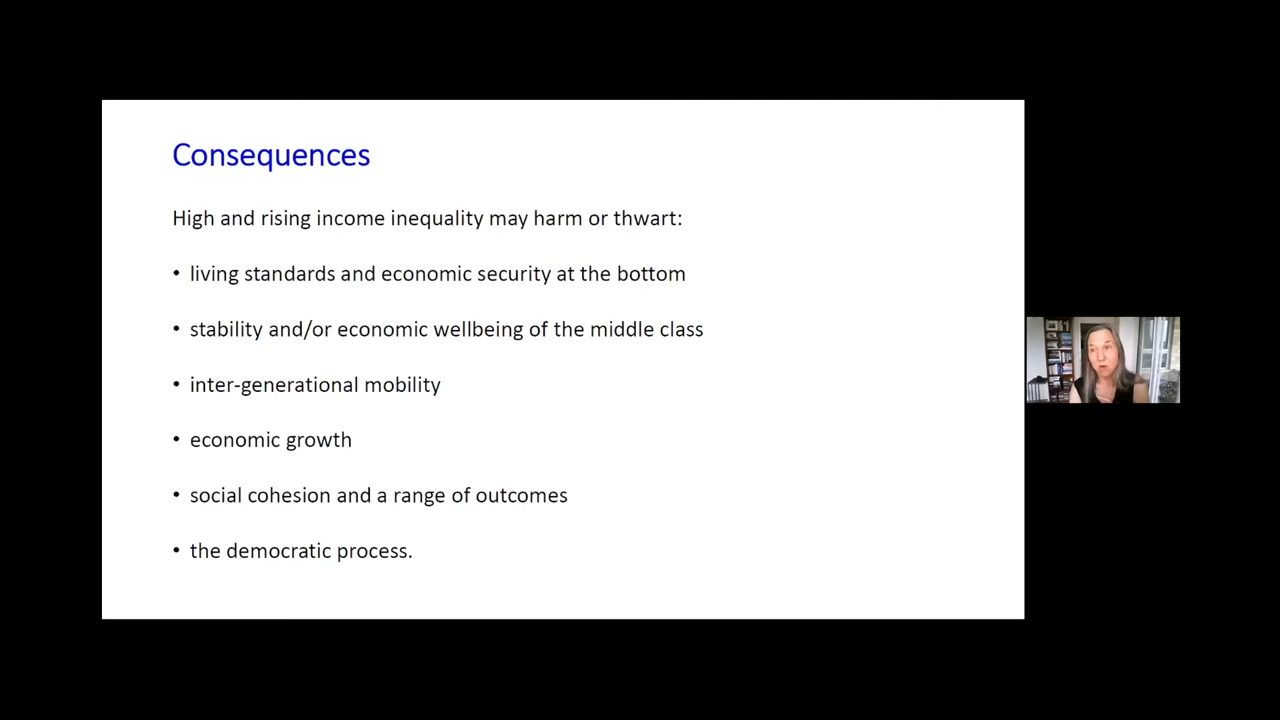 Consequences
High and rising income inequality may harm or thwart:
• living standards and economic security at the bottom
• stability and/or economic wellbeing of the middle class
• inter-generational mobility
• economic growth
• social cohesion and a range of outcomes
• the democratic process.